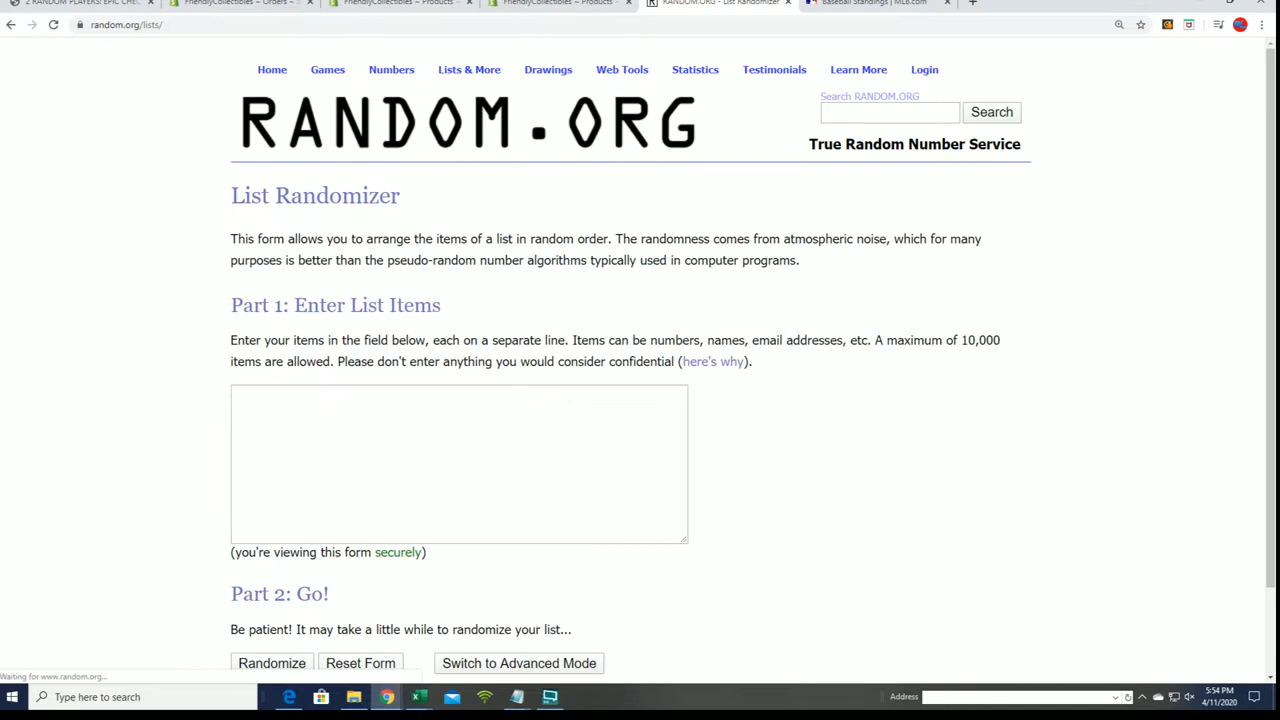 2 RANDOM PLAYERS: EPIC CHE
FriendlyCollectibles ~ Orders ~ S
FriendlyCollectibles ~ Products ~
FriendlyCollectibles ~ Products ~
RANDOM.ORG - List Randomizer
Baseball Standings | MLB.com
random.org/lists/
Home Games Numbers Lists & More Drawings Web Tools Statistics Testimonials Learn More Login
RANDOM.ORG
Search RANDOM.ORG
Search
True Random Number Service
List Randomizer
This form allows you to arrange the items of a list in random order. The randomness comes from atmospheric noise, which for many
purposes is better than the pseudo-random number algorithms typically used in computer programs.
Part 1: Enter List Items
Enter your items in the field below, each on a separate line. Items can be numbers, names, email addresses, etc. A maximum of 10,000
items are allowed. Please don't enter anything you would consider confidential (here's why).
(you're viewing this form securely)
Part 2: Go!
Be patient! It may take a little while to randomize your list...
Randomize Reset Form Switch to Advanced Mode
Waiting for www.random.org...
Type here to search
Address
5:54 PM
4/11/2020